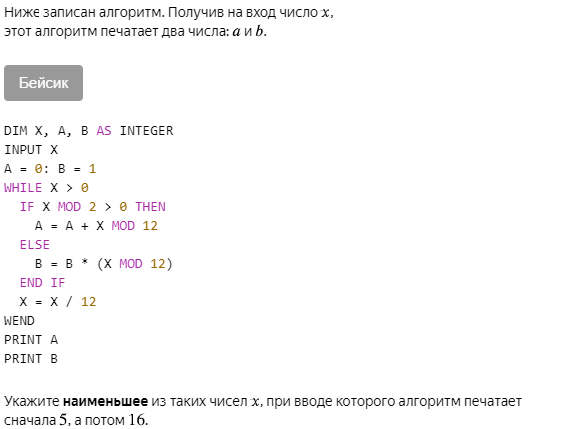 Ниже записан алгоритм. Получив на вход число x,
этот алгоритм печатает два числа: a и b.
Бейсик
DIM X, A, B AS INTEGER
INPUT X
A = 0: B = 1
WHILE X > 0
  IF X MOD 2 > 0 THEN
    A = A + X MOD 12
  ELSE
    B = B * (X MOD 12)
  END IF
  X = X / 12
WEND
PRINT A
PRINT B
Укажите наименьшее из таких чисел x, при вводе которого алгоритм печатает
сначала 5, а потом 16.